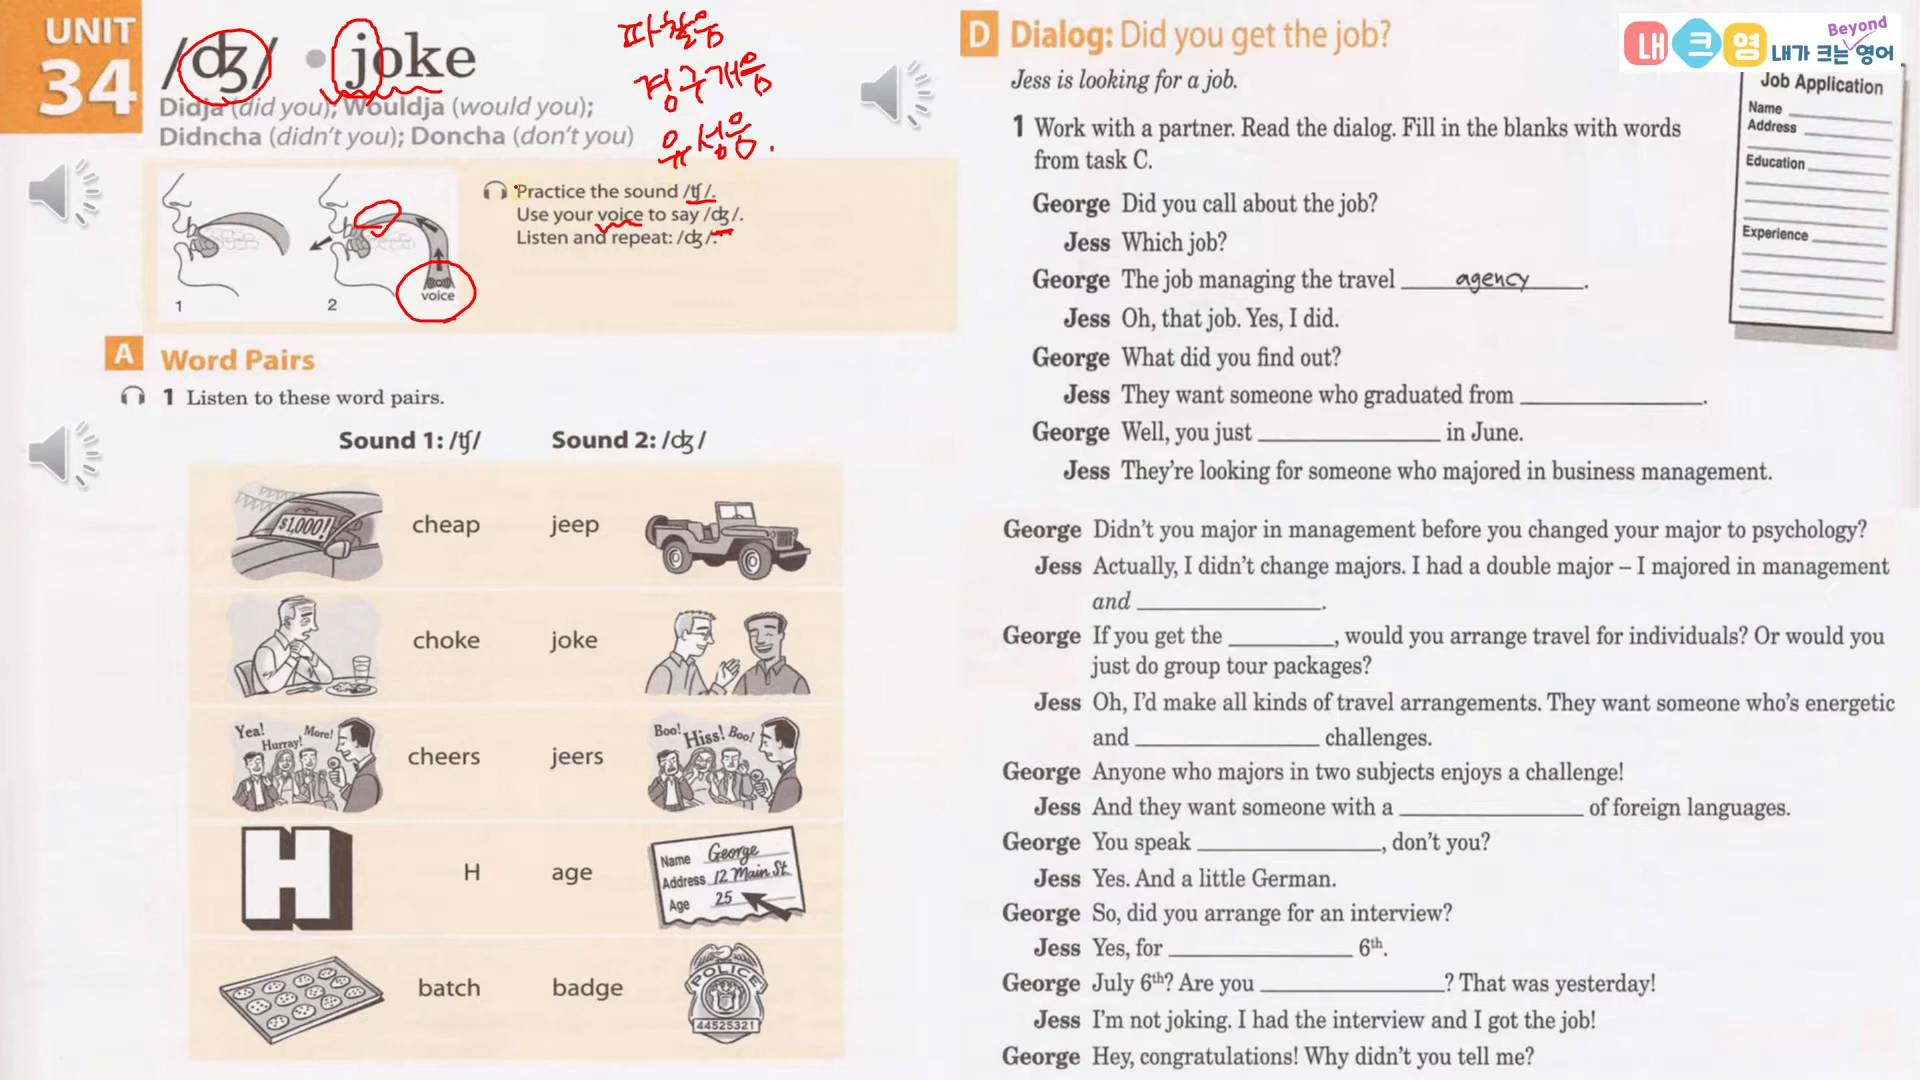 UNIT
34
/ʤ/ • joke
Didja (did you); Wouldja (would you);
Didncha (didn't you); Doncha (don't you)
파찰음
경구개음
유성음.
1
2
voice
Practice the sound /ʧ/.
Use your voice to say /ʤ/.
Listen and repeat: /ʤ/.
A Word Pairs
1 Listen to these word pairs.
Sound 1: /ʧ/ Sound 2: /ʤ/
$1,000!
cheap jeep
choke joke
Yea! Hurray! More!
cheers jeers
Boo! Hiss! Boo!
H
H age
Name George
Address 12 Main St.
Age 25
batch badge
POLICE
44525321
D Dialog: Did you get the job?
Jess is looking for a job.
내 크 영 내가 크는 영어
Beyond
Job Application
Name
Address
Education
Experience
1 Work with a partner. Read the dialog. Fill in the blanks with words
from task C.
George Did you call about the job?
Jess Which job?
George The job managing the travel agency.
Jess Oh, that job. Yes, I did.
George What did you find out?
Jess They want someone who graduated from ____________.
George Well, you just ____________ in June.
Jess They're looking for someone who majored in business management.
George Didn't you major in management before you changed your major to psychology?
Jess Actually, I didn't change majors. I had a double major – I majored in management
and ____________.
George If you get the ________, would you arrange travel for individuals? Or would you
just do group tour packages?
Jess Oh, I'd make all kinds of travel arrangements. They want someone who's energetic
and ____________ challenges.
George Anyone who majors in two subjects enjoys a challenge!
Jess And they want someone with a ____________ of foreign languages.
George You speak ____________, don't you?
Jess Yes. And a little German.
George So, did you arrange for an interview?
Jess Yes, for ____________ 6th.
George July 6th? Are you ____________? That was yesterday!
Jess I'm not joking. I had the interview and I got the job!
George Hey, congratulations! Why didn't you tell me?